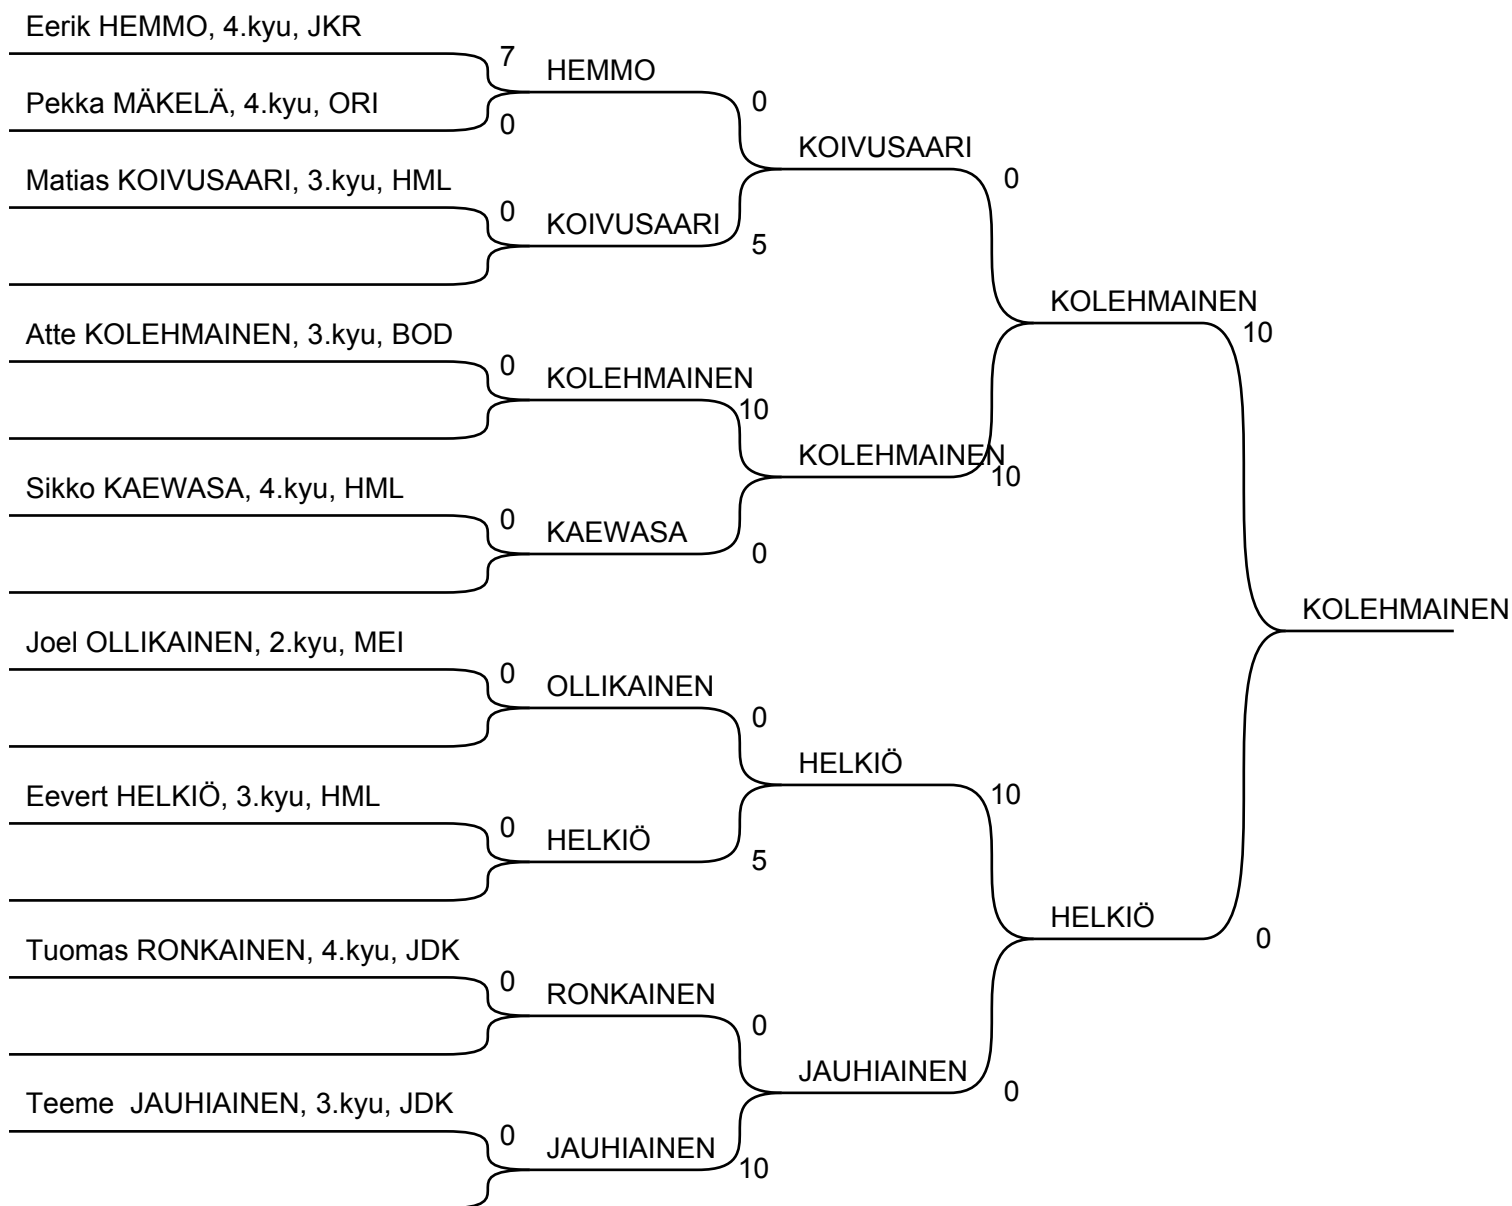 Eerik HEMMO, 4.kyu, JKR
7
HEMMO
Pekka MÄKELÄ, 4.kyu, ORI
0
0
KOIVUSAARI
0
Matias KOIVUSAARI, 3.kyu, HML
0
KOIVUSAARI
5
KOLEHMAINEN
10
Atte KOLEHMAINEN, 3.kyu, BOD
0
KOLEHMAINEN
10
KOLEHMAINEN
10
Sikko KAEWASA, 4.kyu, HML
0
KAEWASA
0
KOLEHMAINEN
Joel OLLIKAINEN, 2.kyu, MEI
0
OLLIKAINEN
0
HELKIÖ
10
Eevert HELKIÖ, 3.kyu, HML
0
HELKIÖ
5
HELKIÖ
0
Tuomas RONKAINEN, 4.kyu, JDK
0
RONKAINEN
0
JAUHIAINEN
0
Teeme  JAUHIAINEN, 3.kyu, JDK
0
JAUHIAINEN
10